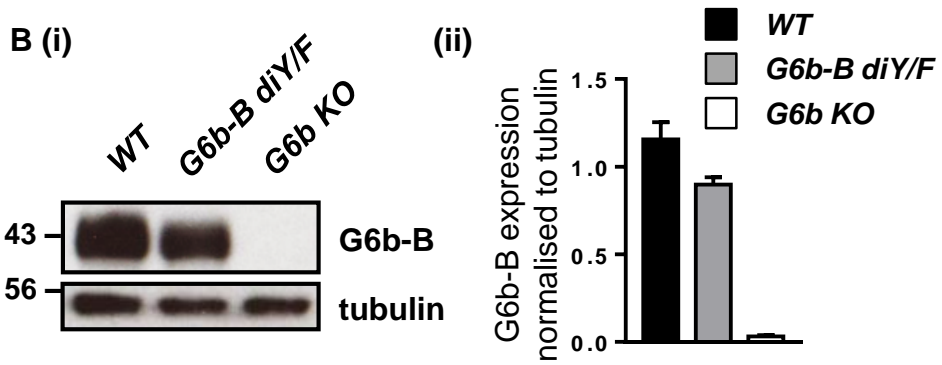 B (i)
WT
G6b-B diY/F
G6b KO
43
G6b-B
56
tubulin
(ii)
WT
G6b-B diY/F
G6b KO
G6b-B expression
normalised to tubulin
1.5
1.0
0.5
0.0